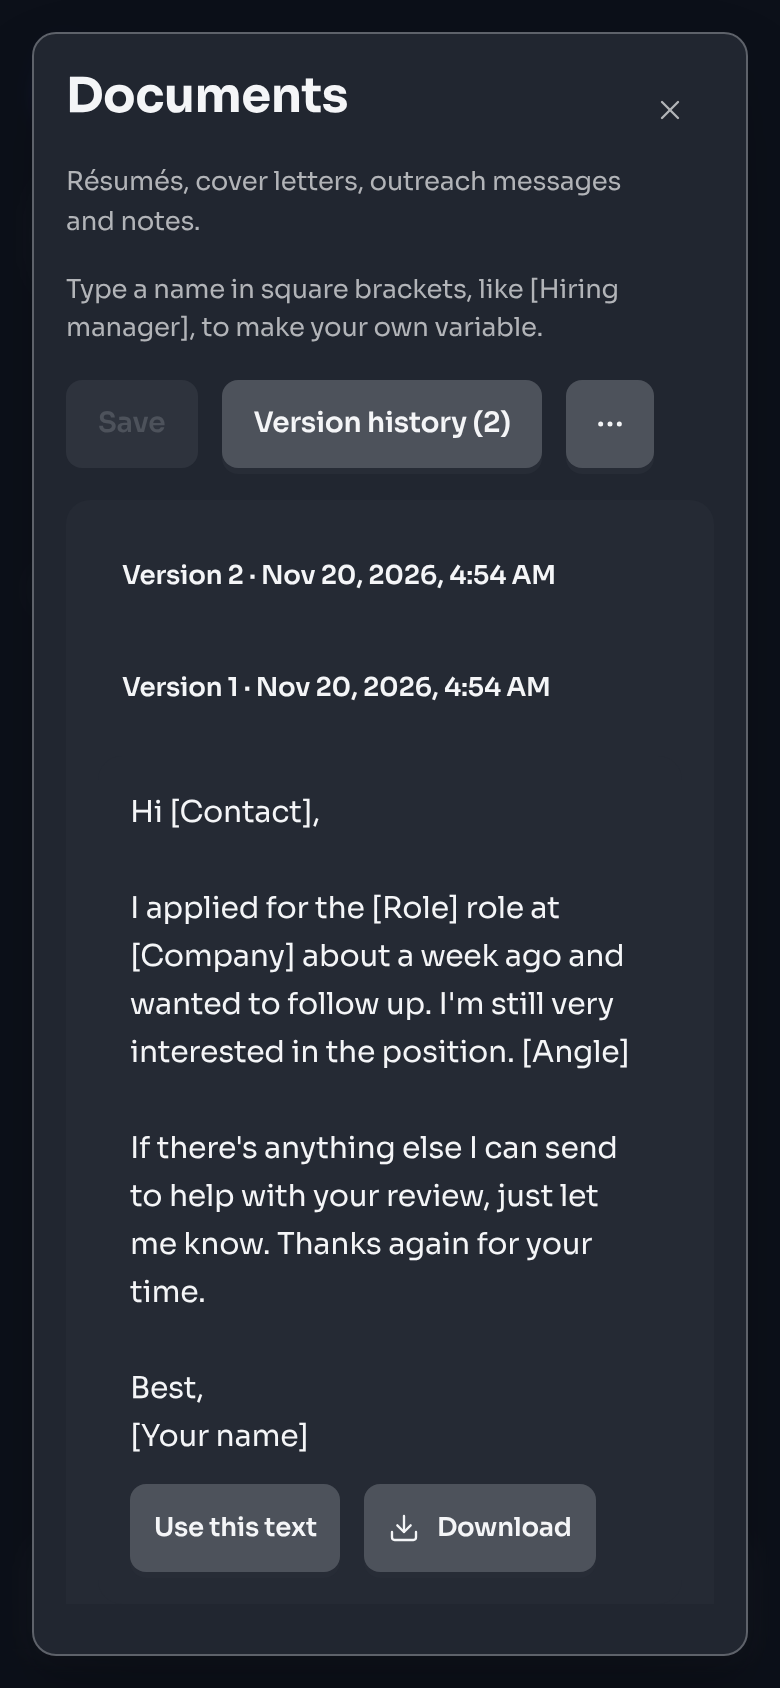 Documents
Résumés, cover letters, outreach messages
and notes.
Type a name in square brackets, like [Hiring
manager], to make your own variable.
Save
Version history (2)
...
Version 2 · Nov 20, 2026, 4:54 AM
Version 1 · Nov 20, 2026, 4:54 AM
Hi [Contact],
I applied for the [Role] role at
[Company] about a week ago and
wanted to follow up. I'm still very
interested in the position. [Angle]
If there's anything else I can send
to help with your review, just let
me know. Thanks again for your
time.
Best,
[Your name]
Use this text
Download